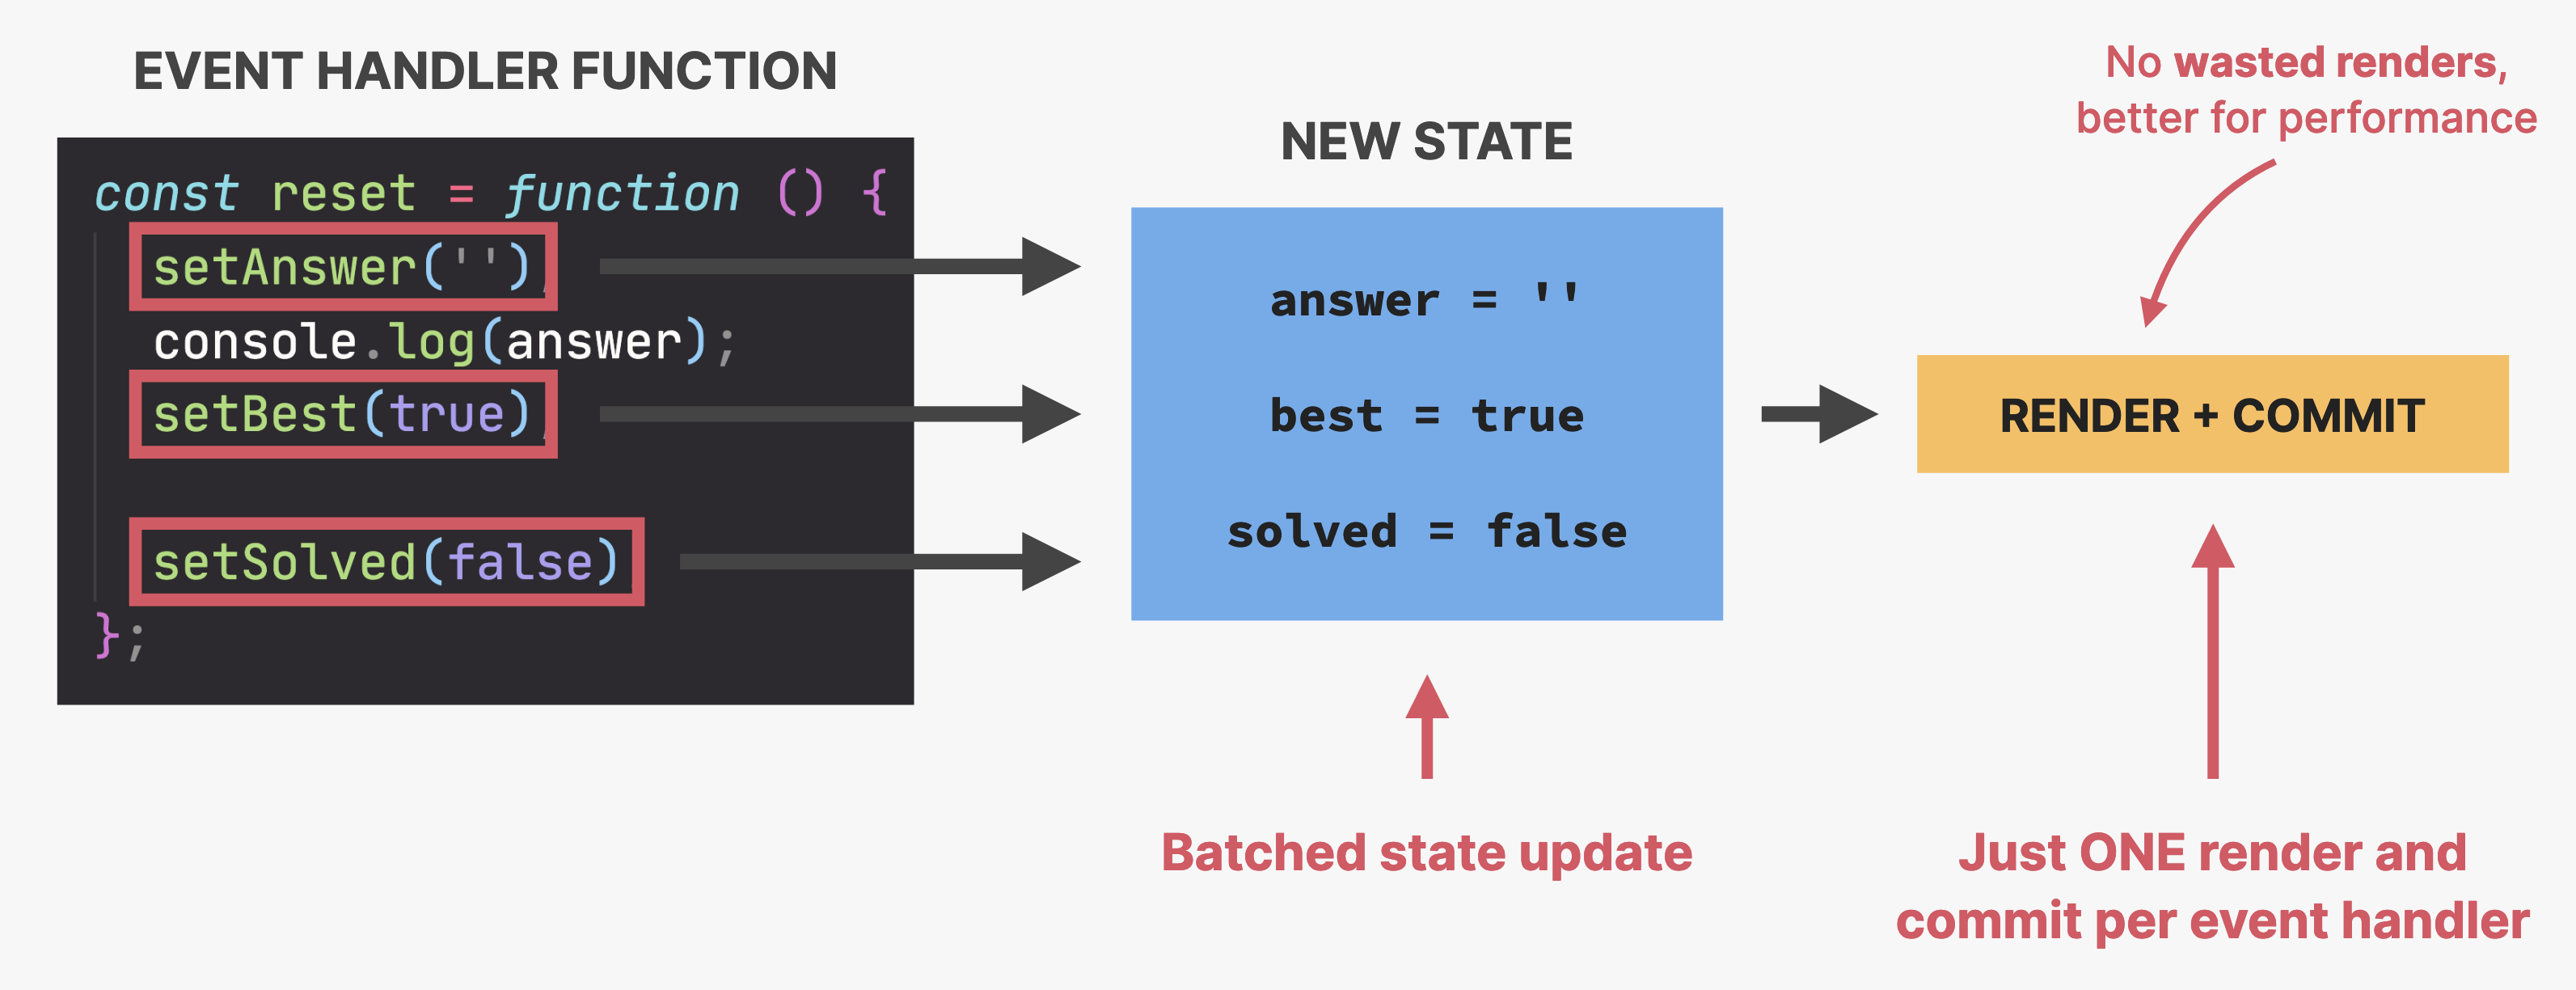 EVENT HANDLER FUNCTION
const reset = function () {
setAnswer('')
console.log(answer);
setBest(true)
setSolved(false)
};
NEW STATE
answer = ''
best = true
solved = false
Batched state update
No wasted renders,
better for performance
RENDER + COMMIT
Just ONE render and
commit per event handler